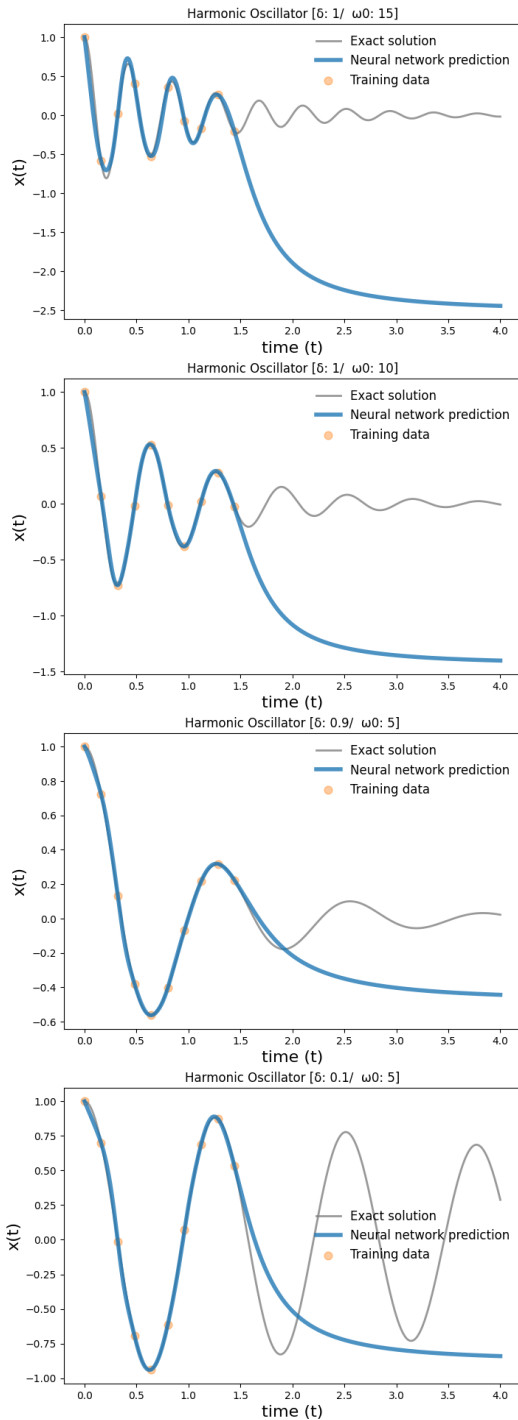 Harmonic Oscillator [δ: 1/ ω0: 15]
Exact solution
Neural network prediction
Training data
x(t)
1.0
0.5
0.0
−0.5
−1.0
−1.5
−2.0
−2.5
0.0 0.5 1.0 1.5 2.0 2.5 3.0 3.5 4.0
time (t)
Harmonic Oscillator [δ: 1/ ω0: 10]
Exact solution
Neural network prediction
Training data
x(t)
1.0
0.5
0.0
−0.5
−1.0
−1.5
0.0 0.5 1.0 1.5 2.0 2.5 3.0 3.5 4.0
time (t)
Harmonic Oscillator [δ: 0.9/ ω0: 5]
Exact solution
Neural network prediction
Training data
x(t)
1.0
0.8
0.6
0.4
0.2
0.0
−0.2
−0.4
−0.6
0.0 0.5 1.0 1.5 2.0 2.5 3.0 3.5 4.0
time (t)
Harmonic Oscillator [δ: 0.1/ ω0: 5]
Exact solution
Neural network prediction
Training data
x(t)
1.00
0.75
0.50
0.25
0.00
−0.25
−0.50
−0.75
−1.00
0.0 0.5 1.0 1.5 2.0 2.5 3.0 3.5 4.0
time (t)